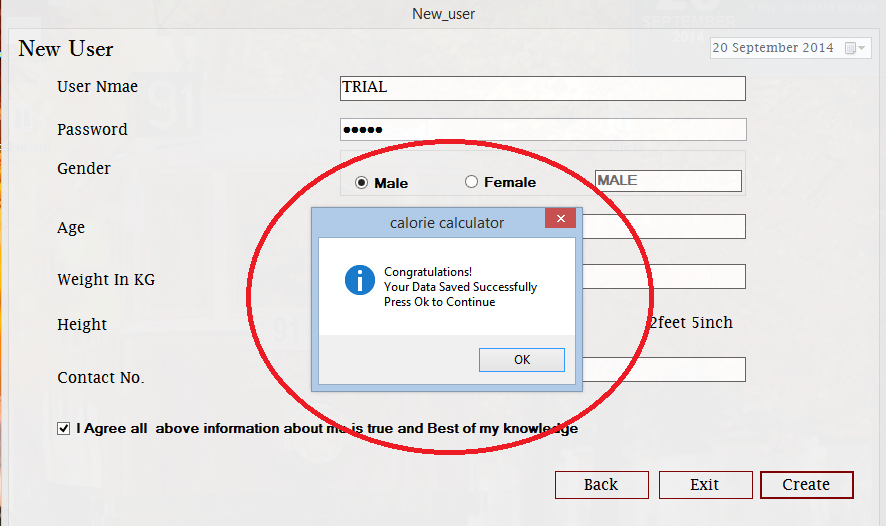 New_user
New User
20 September 2014
User Nmae
TRIAL
Password
●●●●●
Gender
Male
Female
MALE
Age
calorie calculator
Congratulations!
Your Data Saved Successfully
Press Ok to Continue
OK
Weight In KG
Height
2feet 5inch
Contact No.
I Agree all above information about me is true and Best of my knowledge
Back
Exit
Create